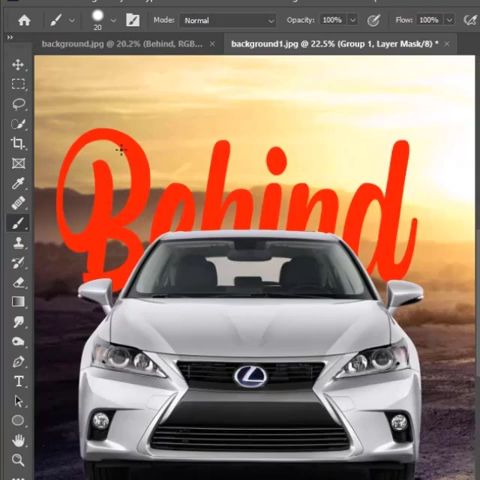 20
Mode: Normal
Opacity: 100%
Flow: 100%
background.jpg @ 20.2% (Behind, RGB... ×
background1.jpg @ 22.5% (Group 1, Layer Mask/8) * ×
Behind